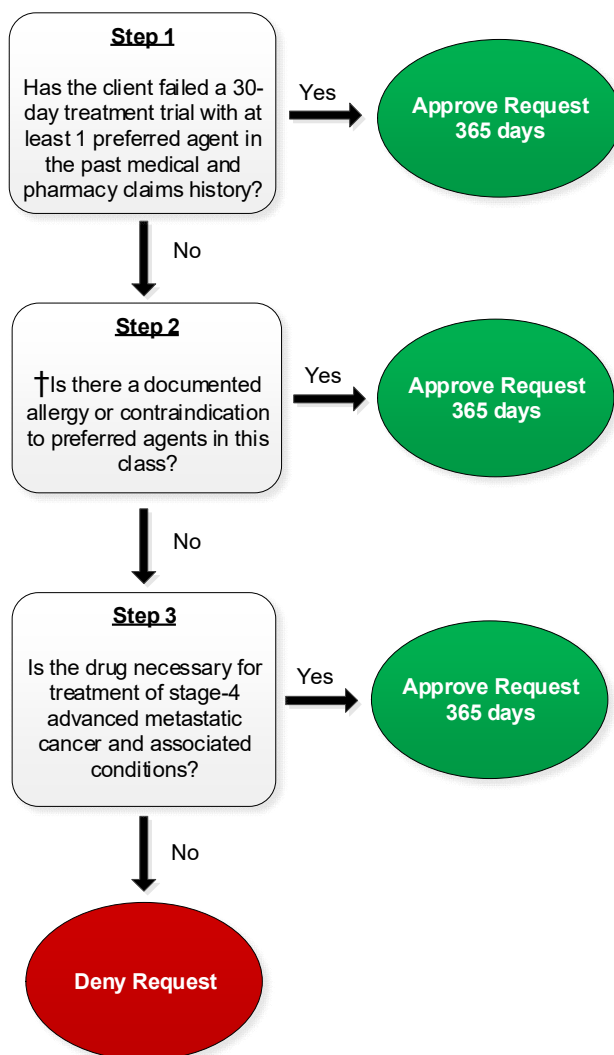 Step 1
Has the client failed a 30-
day treatment trial with at
least 1 preferred agent in
the past medical and
pharmacy claims history?
Yes
Approve Request
365 days
No
Step 2
†Is there a documented
allergy or contraindication
to preferred agents in this
class?
Yes
Approve Request
365 days
No
Step 3
Is the drug necessary for
treatment of stage-4
advanced metastatic
cancer and associated
conditions?
Yes
Approve Request
365 days
No
Deny Request